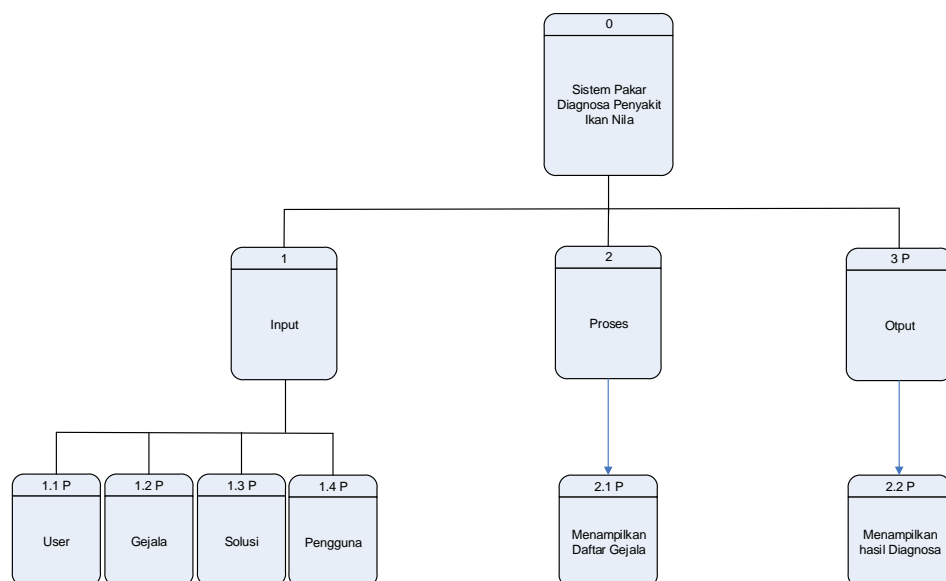 0
Sistem Pakar
Diagnosa Penyakit
Ikan Nila
1
Input
2
Proses
3 P
Otput
1.1 P
User
1.2 P
Gejala
1.3 P
Solusi
1.4 P
Pengguna
2.1 P
Menampilkan
Daftar Gejala
2.2 P
Menampilkan
hasil Diagnosa